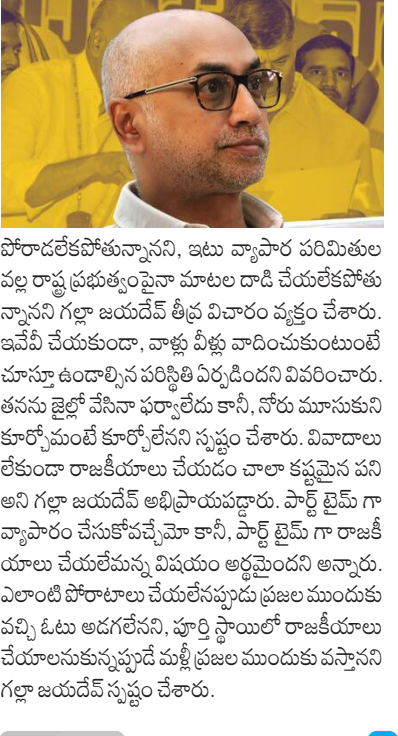 పోరాడలేకపోతున్నానని, ఇటు వ్యాపార పరిమితుల
వల్ల రాష్ట్ర ప్రభుత్వంపైనా మాటల దాడి చేయలేకపోతు
న్నానని గల్లా జయదేవ్ తీవ్ర విచారం వ్యక్తం చేశారు.
ఇవేవీ చేయకుండా, వాళ్లు వీళ్లు వాదించుకుంటుంటే
చూస్తూ ఉండాల్సిన పరిస్థితి ఏర్పడిందని వివరించారు.
తనను జైల్లో వేసినా ఫర్వాలేదు కానీ, నోరు మూసుకుని
కూర్చోమంటే కూర్చోలేనని స్పష్టం చేశారు. వివాదాలు
లేకుండా రాజకీయాలు చేయడం చాలా కష్టమైన పని
అని గల్లా జయదేవ్ అభిప్రాయపడ్డారు. పార్ట్ టైమ్ గా
వ్యాపారం చేసుకోవచ్చేమో కానీ, పార్ట్ టైమ్ గా రాజకీ
యాలు చేయలేమన్న విషయం అర్థమైందని అన్నారు.
ఎలాంటి పోరాటాలు చేయలేనప్పుడు ప్రజల ముందుకు
వచ్చి ఓటు అడగలేనని, పూర్తి స్థాయిలో రాజకీయాలు
చేయాలనుకున్నప్పుడే మళ్లీ ప్రజల ముందుకు వస్తానని
గల్లా జయదేవ్ స్పష్టం చేశారు.